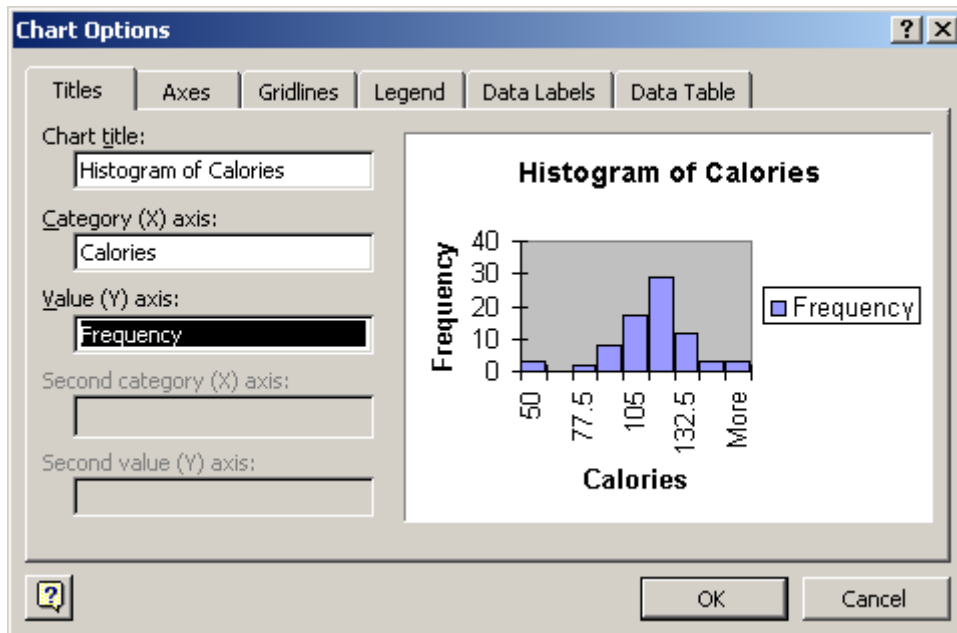 Chart Options
Titles Axes Gridlines Legend Data Labels Data Table
Chart title:
Histogram of Calories
Category (X) axis:
Calories
Value (Y) axis:
Frequency
Second category (X) axis:
Second value (Y) axis:
Histogram of Calories
Frequency
40
30
20
10
0
50 77.5 105 132.5 More
Calories
Frequency
OK Cancel